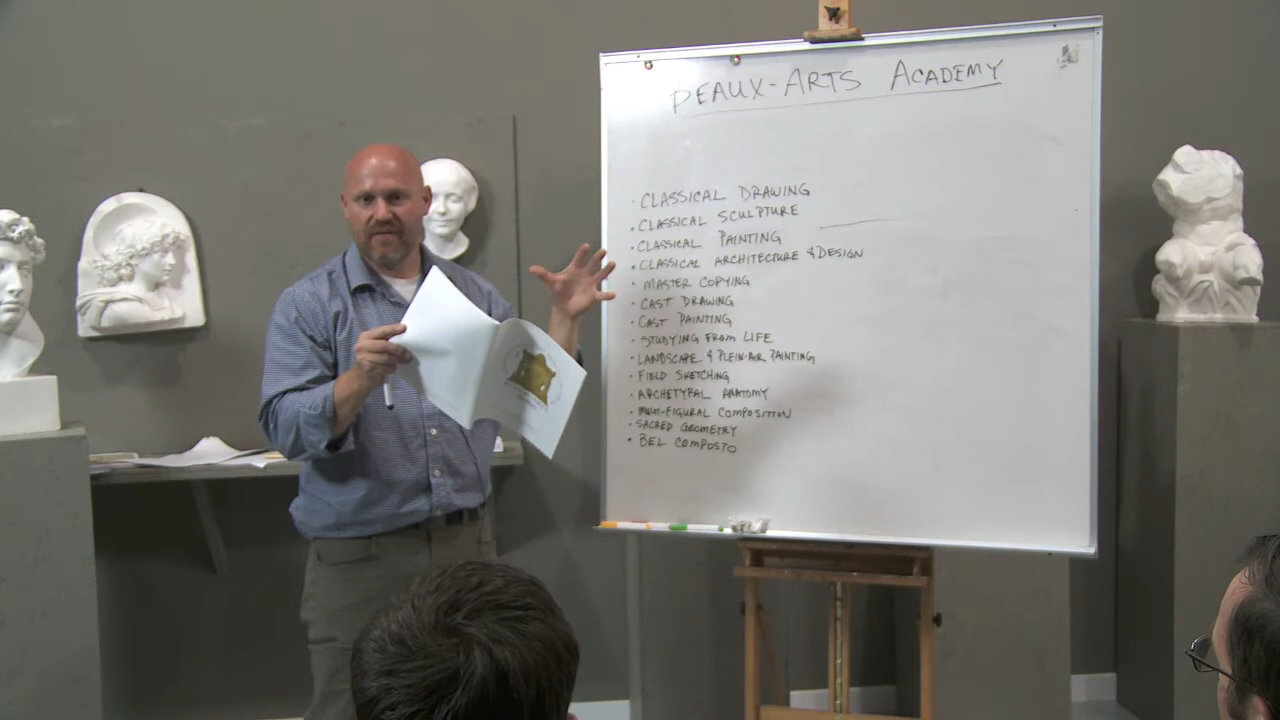 BEAUX-ARTS ACADEMY
· CLASSICAL DRAWING
· CLASSICAL SCULPTURE
· CLASSICAL PAINTING
· CLASSICAL ARCHITECTURE & DESIGN
· MASTER COPYING
· CAST DRAWING
· CAST PAINTING
· STUDYING FROM LIFE
· LANDSCAPE & PLEIN-AIR PAINTING
· FIELD SKETCHING
· ARCHETYPAL ANATOMY
· MULTI-FIGURAL COMPOSITION
· SACRED GEOMETRY
· BEL COMPOSTO